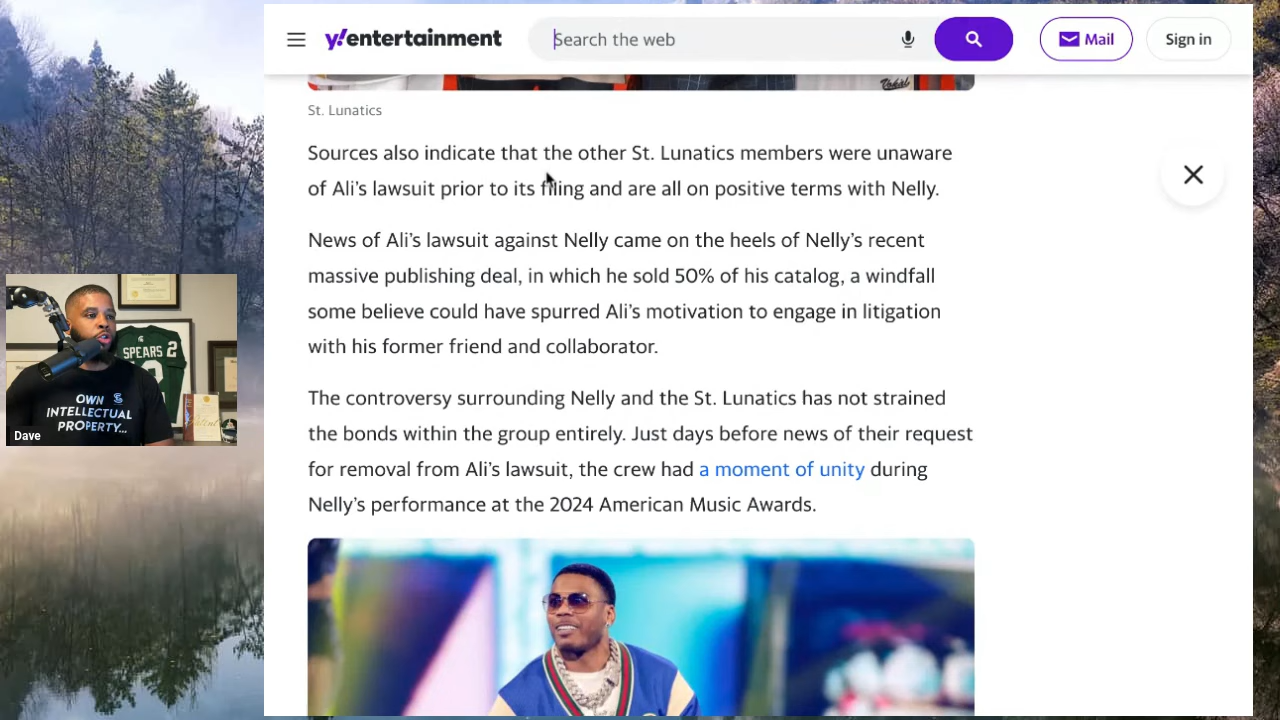 y!entertainment
Search the web
Mail
Sign in
St. Lunatics
Sources also indicate that the other St. Lunatics members were unaware
of Ali's lawsuit prior to its filing and are all on positive terms with Nelly.
News of Ali's lawsuit against Nelly came on the heels of Nelly's recent
massive publishing deal, in which he sold 50% of his catalog, a windfall
some believe could have spurred Ali's motivation to engage in litigation
with his former friend and collaborator.
The controversy surrounding Nelly and the St. Lunatics has not strained
the bonds within the group entirely. Just days before news of their request
for removal from Ali's lawsuit, the crew had a moment of unity during
Nelly's performance at the 2024 American Music Awards.
SPEARS 2
OWN
INTELLECTUAL
PROPERTY...
Dave